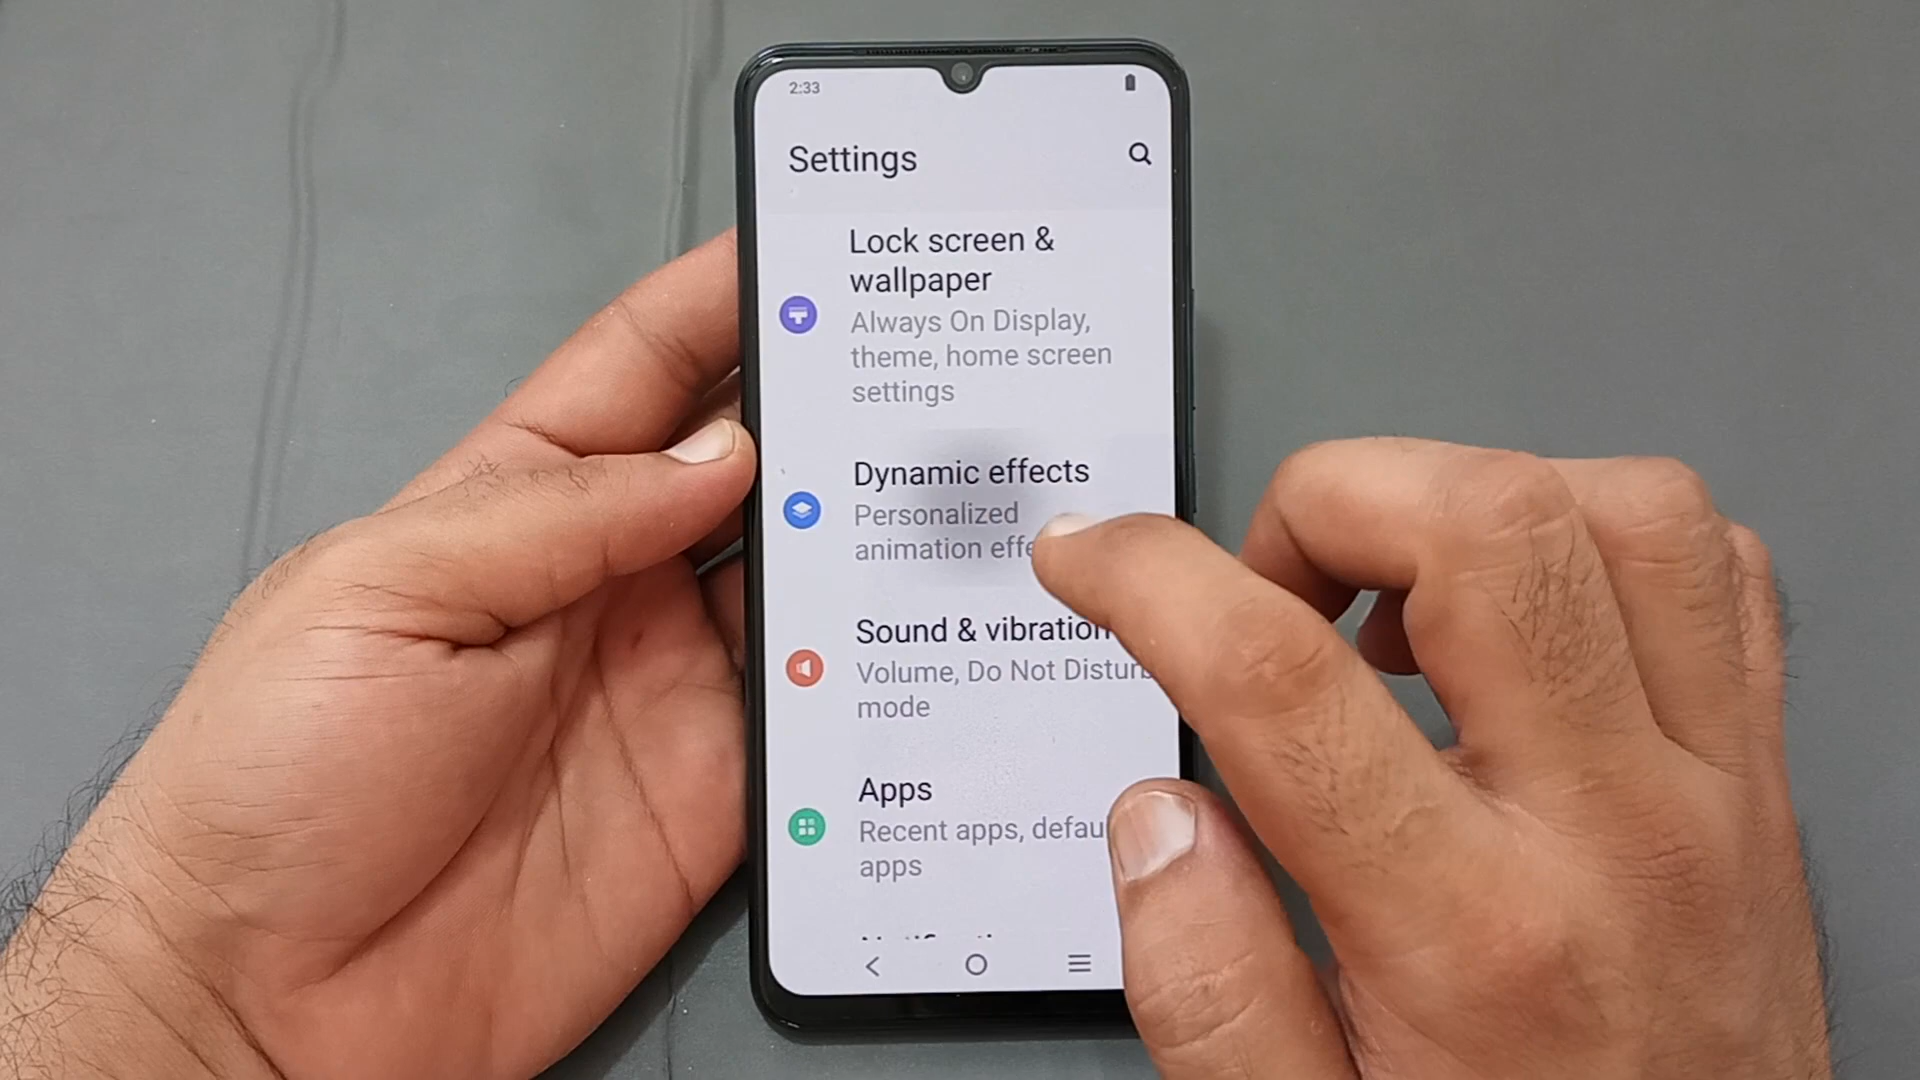 2:33
Settings
Lock screen &
wallpaper
Always On Display,
theme, home screen
settings
Dynamic effects
Personalized
animation effe
Sound & vibration
Volume, Do Not Disturb
mode
Apps
Recent apps, defau
apps